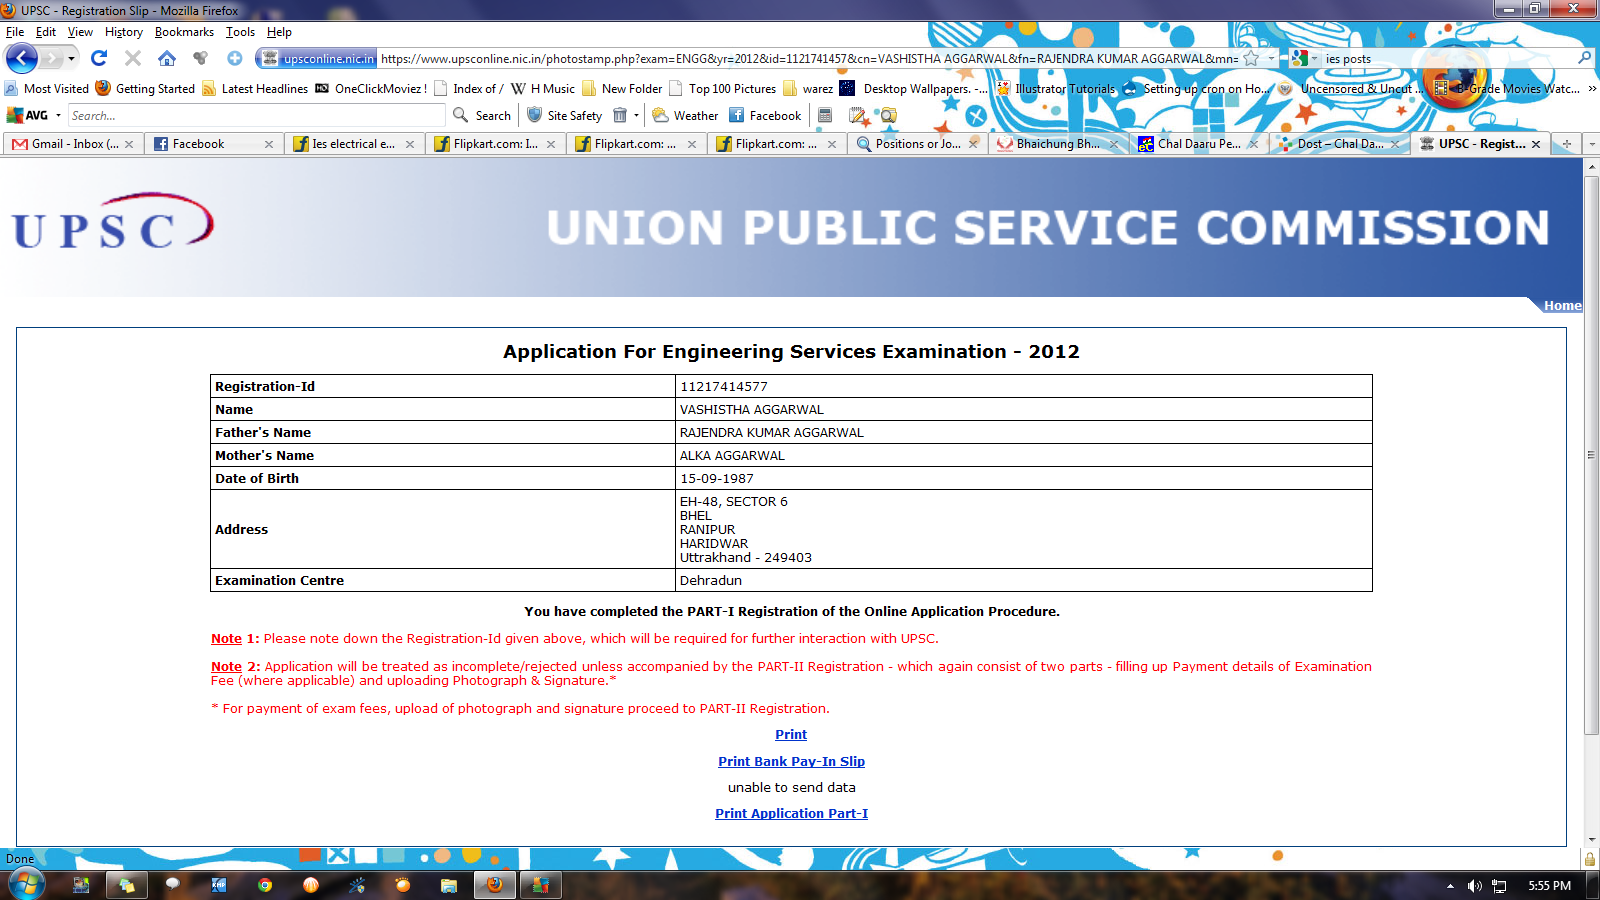 UPSC - Registration Slip - Mozilla Firefox
File Edit View History Bookmarks Tools Help
upsconline.nic.in https://www.upsconline.nic.in/photostamp.php?exam=ENGG&yr=2012&id=1121741457&cn=VASHISTHA AGGARWAL&fn=RAJENDRA KUMAR AGGARWAL&mn= ies posts
Most Visited Getting Started Latest Headlines OneClickMoviez ! Index of / H Music New Folder Top 100 Pictures warez Desktop Wallpapers. -... Illustrator Tutorials Setting up cron on Ho... Uncensored & Uncut ... B-Grade Movies Watc... »
AVG Search... Search Site Safety Weather Facebook
Gmail - Inbox (... Facebook Ies electrical e... Flipkart.com: I... Flipkart.com: ... Flipkart.com: ... Positions or Jo... Bhaichung Bh... Chal Daaru Pe... Dost – Chal Da... UPSC - Regist...
UPSC
UNION PUBLIC SERVICE COMMISSION
Home
Application For Engineering Services Examination - 2012
Registration-Id 11217414577
Name VASHISTHA AGGARWAL
Father's Name RAJENDRA KUMAR AGGARWAL
Mother's Name ALKA AGGARWAL
Date of Birth 15-09-1987
Address
EH-48, SECTOR 6
BHEL
RANIPUR
HARIDWAR
Uttrakhand - 249403
Examination Centre Dehradun
You have completed the PART-I Registration of the Online Application Procedure.
Note 1: Please note down the Registration-Id given above, which will be required for further interaction with UPSC.
Note 2: Application will be treated as incomplete/rejected unless accompanied by the PART-II Registration - which again consist of two parts - filling up Payment details of Examination
Fee (where applicable) and uploading Photograph & Signature.*
* For payment of exam fees, upload of photograph and signature proceed to PART-II Registration.
Print
Print Bank Pay-In Slip
unable to send data
Print Application Part-I
Done
5:55 PM